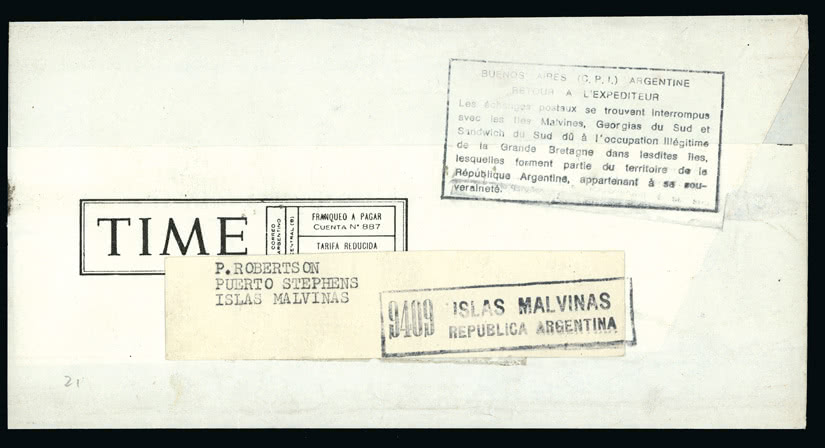 BUENOS AIRES (C.P.I.) ARGENTINE
RETOUR A L'EXPEDITEUR
Les échanges postaux se trouvent interrompus
avec les Iles Malvines, Georgias du Sud et
Sandwich du Sud dû à l'occupation illégitime
de la Grande Bretagne dans lesdites îles,
lesquelles forment partie du territoire de la
République Argentine, appartenant à sa sou-
veraineté.
TIME
CORREO
ARGENTINO
CENTRAL (B)
FRANQUEO A PAGAR
CUENTA Nº 887
TARIFA REDUCIDA
P.ROBERTSON
PUERTO STEPHENS
ISLAS MALVINAS
9409 ISLAS MALVINAS
REPUBLICA ARGENTINA
21